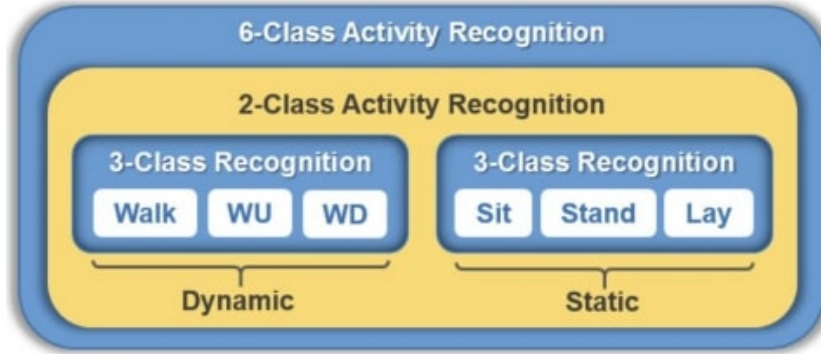 6-Class Activity Recognition
2-Class Activity Recognition
3-Class Recognition
Walk WU WD
Dynamic
3-Class Recognition
Sit Stand Lay
Static